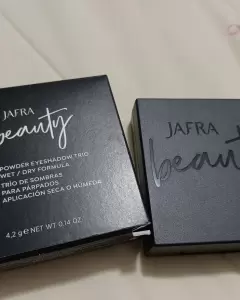 JAFRA
beauty
POWDER EYESHADOW TRIO
WET / DRY FORMULA
TRÍO DE SOMBRAS
PARA PÁRPADOS
APLICACIÓN SECA O HÚMEDA
4,2 g e NET WT. 0.14 OZ.
JAFRA
beauty